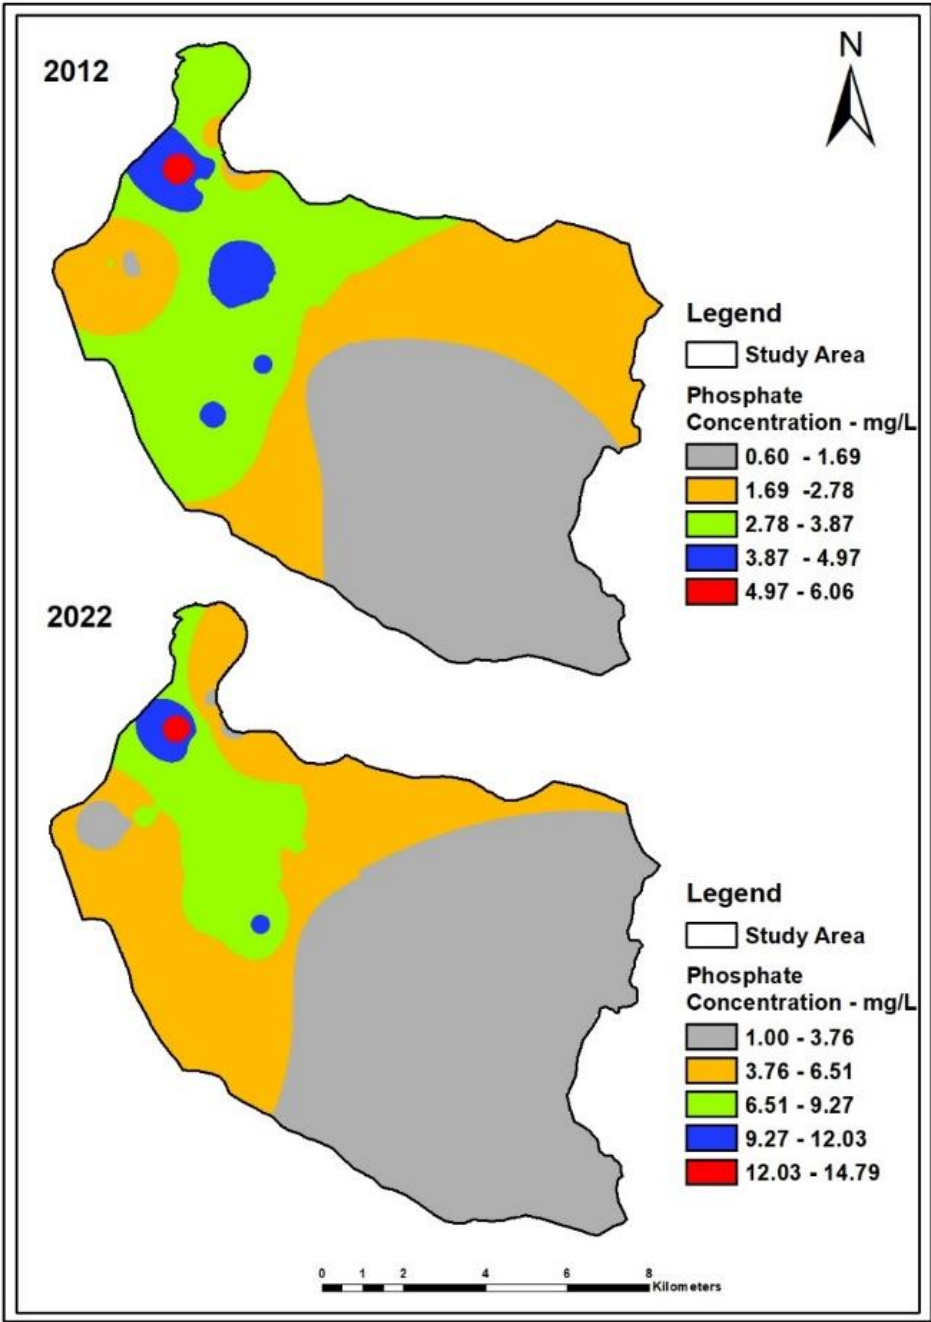 2012
N
Legend
Study Area
Phosphate
Concentration - mg/L
0.60 - 1.69
1.69 -2.78
2.78 - 3.87
3.87 - 4.97
4.97 - 6.06
2022
Legend
Study Area
Phosphate
Concentration - mg/L
1.00 - 3.76
3.76 - 6.51
6.51 - 9.27
9.27 - 12.03
12.03 - 14.79
0 1 2 4 6 8
Kilometers